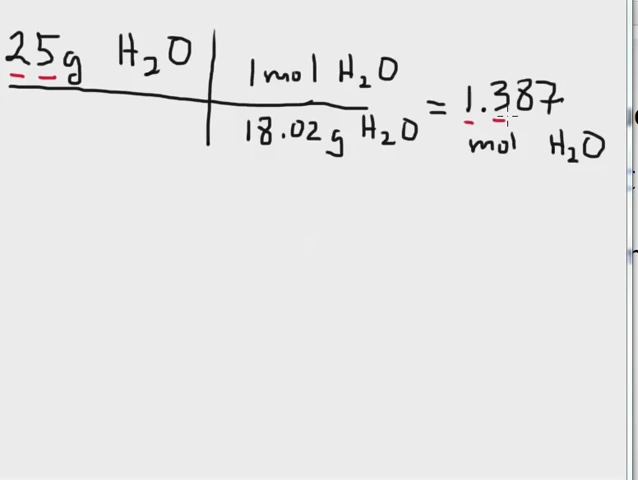 25g H₂O 1 mol H₂O
18.02g H₂O = 1.387
mol H₂O